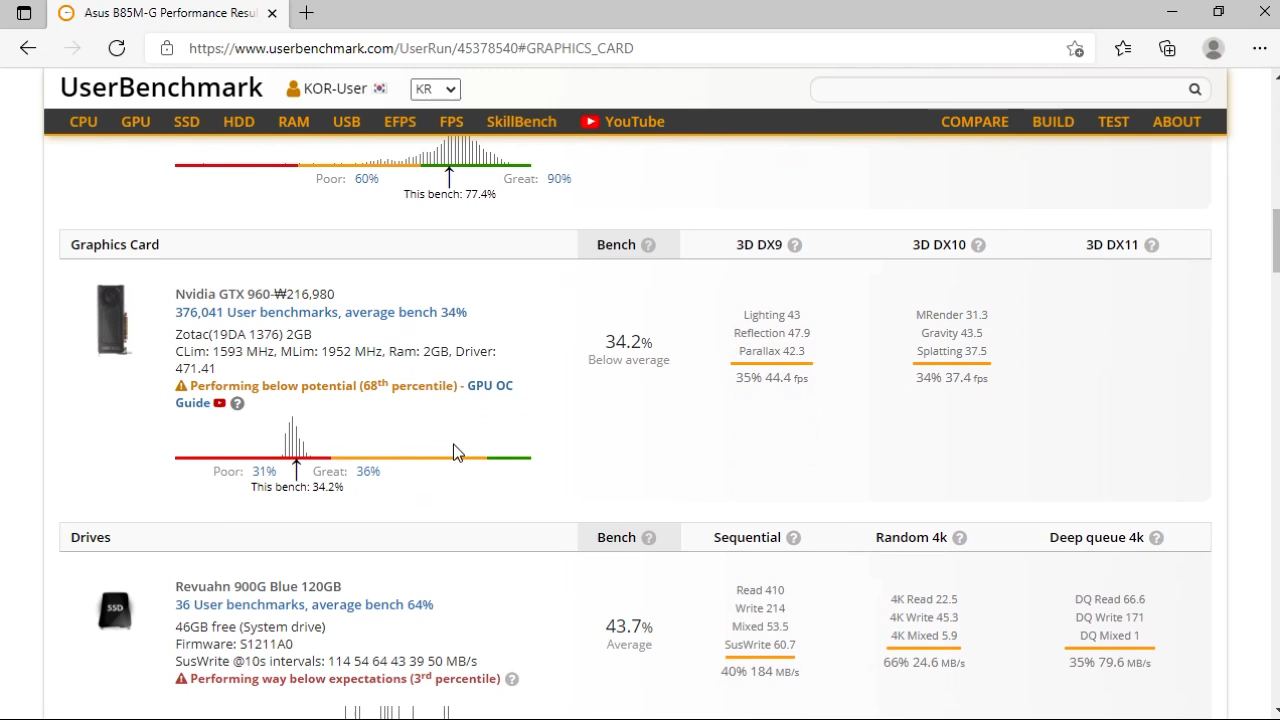 Asus B85M-G Performance Resul
https://www.userbenchmark.com/UserRun/45378540#GRAPHICS_CARD
UserBenchmark KOR-User KR
CPU GPU SSD HDD RAM USB EFPS FPS SkillBench YouTube COMPARE BUILD TEST ABOUT
Poor: 60% Great: 90%
This bench: 77.4%
Graphics Card Bench ? 3D DX9 ? 3D DX10 ? 3D DX11 ?
Nvidia GTX 960-₩216,980
376,041 User benchmarks, average bench 34%
Zotac(19DA 1376) 2GB
CLim: 1593 MHz, MLim: 1952 MHz, Ram: 2GB, Driver:
471.41
Performing below potential (68th percentile) - GPU OC
Guide ?
Poor: 31% Great: 36%
This bench: 34.2%
34.2%
Below average
Lighting 43
Reflection 47.9
Parallax 42.3
35% 44.4 fps
MRender 31.3
Gravity 43.5
Splatting 37.5
34% 37.4 fps
Drives Bench ? Sequential ? Random 4k ? Deep queue 4k ?
SSD
Revuahn 900G Blue 120GB
36 User benchmarks, average bench 64%
46GB free (System drive)
Firmware: S1211A0
SusWrite @10s intervals: 114 54 64 43 39 50 MB/s
Performing way below expectations (3rd percentile) ?
43.7%
Average
Read 410
Write 214
Mixed 53.5
SusWrite 60.7
40% 184 MB/s
4K Read 22.5
4K Write 45.3
4K Mixed 5.9
66% 24.6 MB/s
DQ Read 66.6
DQ Write 171
DQ Mixed 1
35% 79.6 MB/s